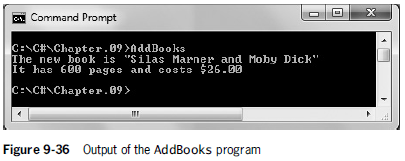 Command Prompt
C:\C#\Chapter.09>AddBooks
The new book is "Silas Marner and Moby Dick"
It has 600 pages and costs $26.00
C:\C#\Chapter.09>
Figure 9-36 Output of the AddBooks program